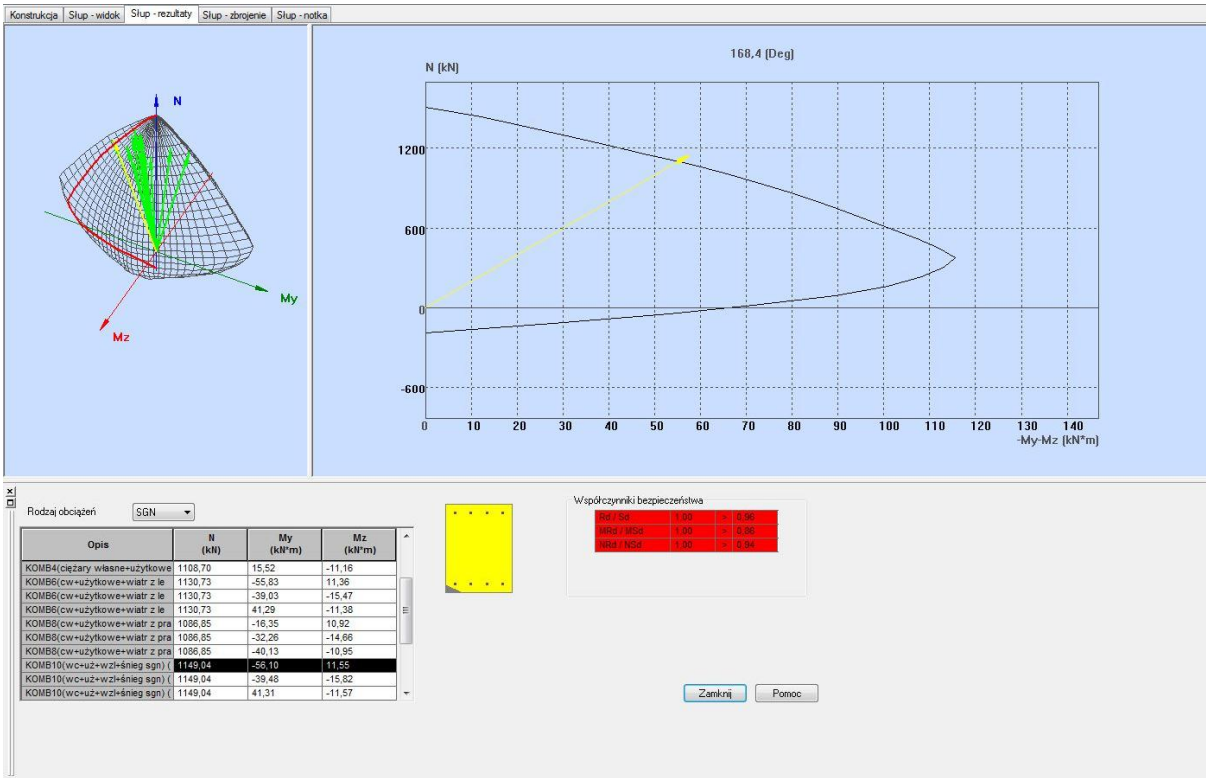 Konstrukcja Słup - widok Słup - rezultaty Słup - zbrojenie Słup - notka
N
My
Mz
168,4 (Deg)
N (kN)
1200
600
0
-600
0 10 20 30 40 50 60 70 80 90 100 110 120 130 140
-My-Mz (kN*m)
Rodzaj obciążeń SGN
Opis N (kN) My (kN*m) Mz (kN*m)
KOMB4(ciężary własne+użytkowe 1108,70 15,52 -11,16
KOMB6(cw+użytkowe+wiatr z le 1130,73 -55,83 11,36
KOMB6(cw+użytkowe+wiatr z le 1130,73 -39,03 -15,47
KOMB6(cw+użytkowe+wiatr z le 1130,73 41,29 -11,38
KOMB8(cw+użytkowe+wiatr z pra 1086,85 -16,35 10,92
KOMB8(cw+użytkowe+wiatr z pra 1086,85 -32,26 -14,66
KOMB8(cw+użytkowe+wiatr z pra 1086,85 -40,13 -10,95
KOMB10(wc+uż+wzl+śnieg sgn) ( 1149,04 -56,10 11,55
KOMB10(wc+uż+wzl+śnieg sgn) ( 1149,04 -39,48 -15,82
KOMB10(wc+uż+wzl+śnieg sgn) ( 1149,04 41,31 -11,57
Współczynniki bezpieczeństwa
Rd / Sd 1,00 > 0,96
MRd / MSd 1,00 > 0,86
NRd / NSd 1,00 > 0,94
Zamknij Pomoc